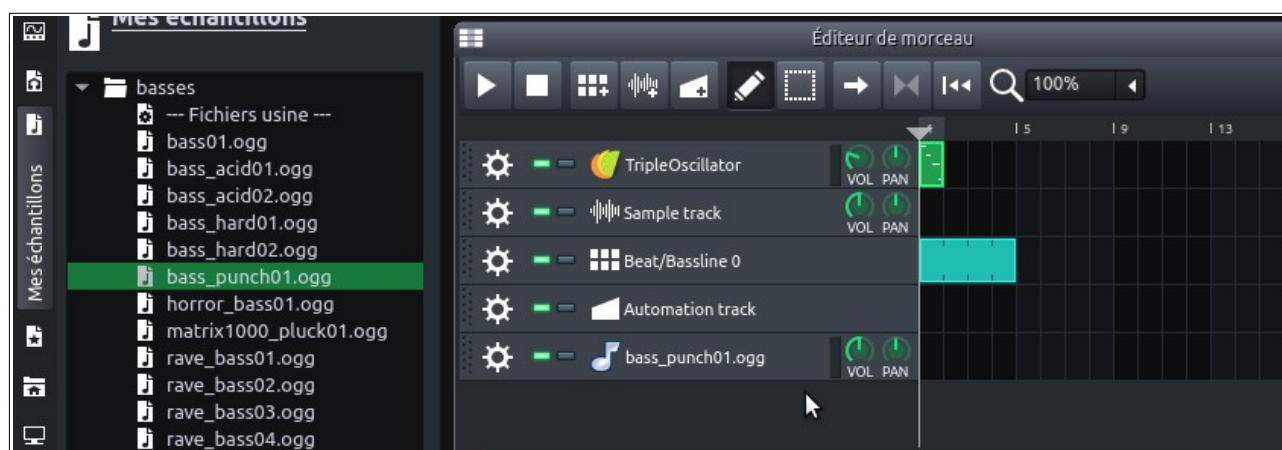 Mes échantillons
Mes échantillons
basses
--- Fichiers usine ---
bass01.ogg
bass_acid01.ogg
bass_acid02.ogg
bass_hard01.ogg
bass_hard02.ogg
bass_punch01.ogg
horror_bass01.ogg
matrix1000_pluck01.ogg
rave_bass01.ogg
rave_bass02.ogg
rave_bass03.ogg
rave_bass04.ogg
Éditeur de morceau
100%
5 9 13
TripleOscillator VOL PAN
Sample track VOL PAN
Beat/Bassline 0
Automation track
bass_punch01.ogg VOL PAN